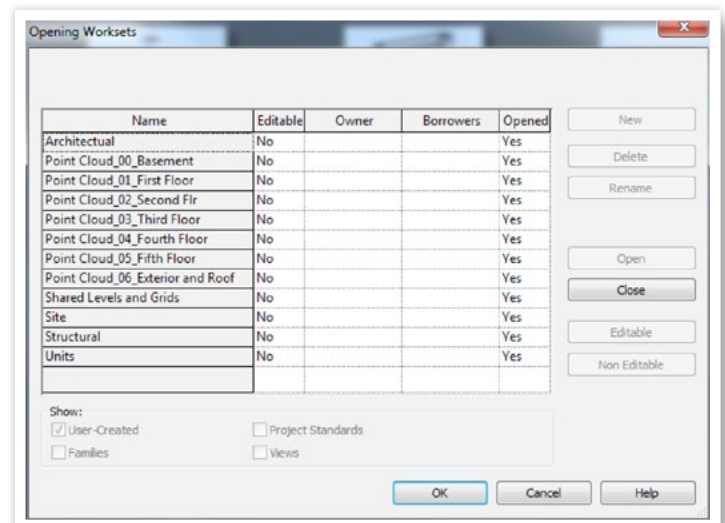 Opening Worksets
Name Editable Owner Borrowers Opened
Architectual No Yes
Point Cloud_00_Basement No Yes
Point Cloud_01_First Floor No Yes
Point Cloud_02_Second Flr No Yes
Point Cloud_03_Third Floor No Yes
Point Cloud_04_Fourth Floor No Yes
Point Cloud_05_Fifth Floor No Yes
Point Cloud_06_Exterior and Roof No Yes
Shared Levels and Grids No Yes
Site No Yes
Structural No Yes
Units No Yes
New
Delete
Rename
Open
Close
Editable
Non Editable
Show:
User-Created Project Standards
Families Views
OK Cancel Help